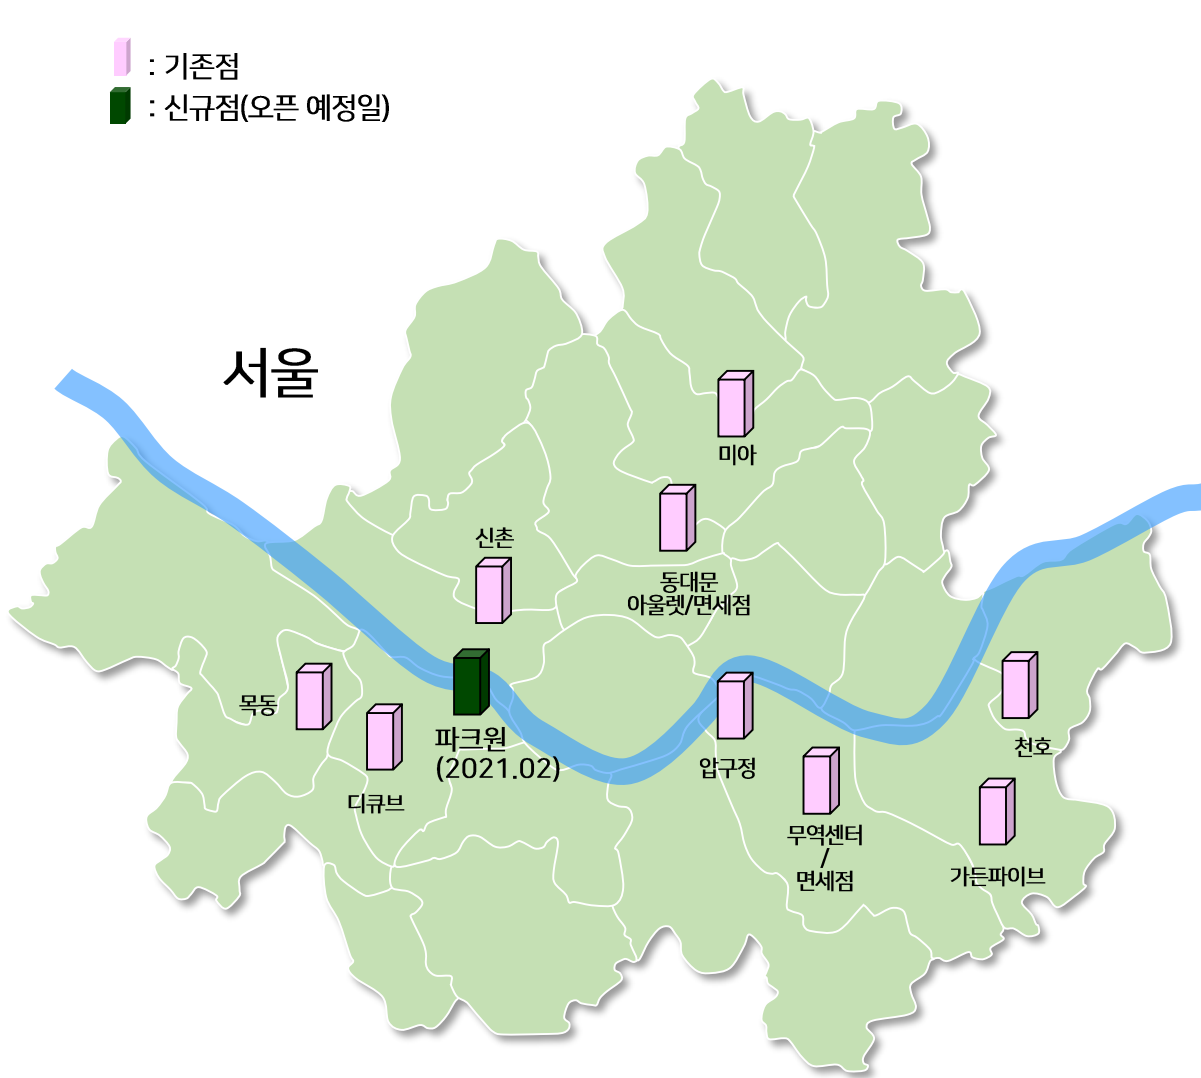 : 기존점
: 신규점(오픈 예정일)
서울
미아
신촌
동대문
아울렛/면세점
목동
파크원
(2021.02)
디큐브
압구정
천호
무역센터
/
면세점
가든파이브